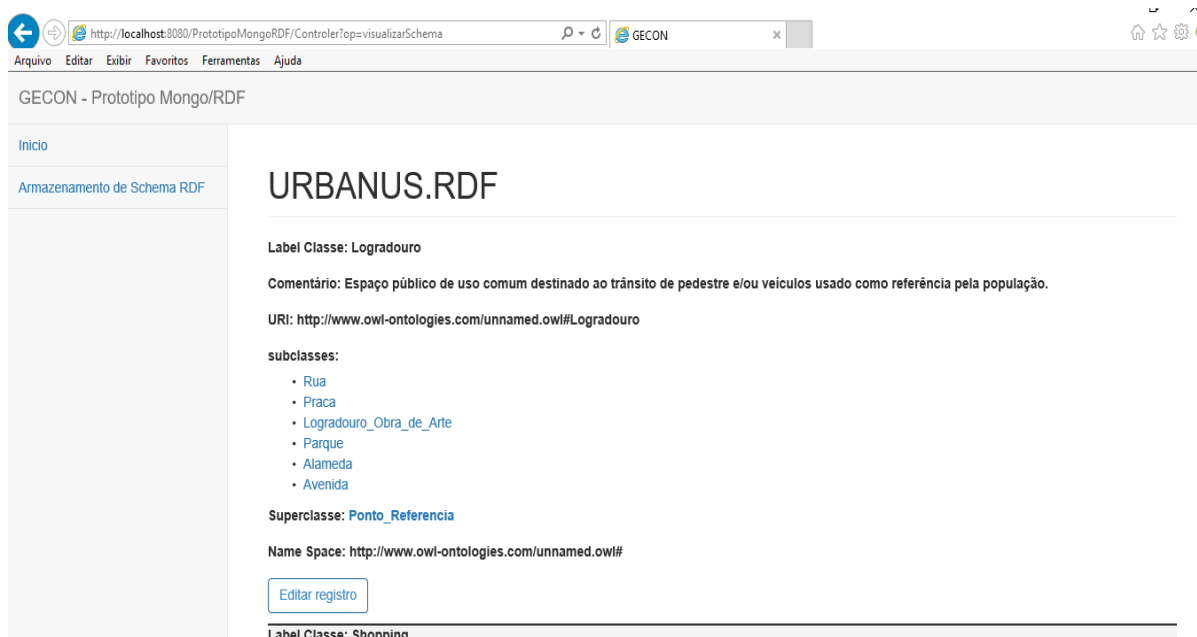 http://localhost:8080/PrototipoMongoRDF/Controler?op=visualizarSchema
GECON
Arquivo Editar Exibir Favoritos Ferramentas Ajuda
GECON - Prototipo Mongo/RDF
Inicio
Armazenamento de Schema RDF
URBANUS.RDF
Label Classe: Logradouro
Comentário: Espaço público de uso comum destinado ao trânsito de pedestre e/ou veículos usado como referência pela população.
URI: http://www.owl-ontologies.com/unnamed.owl#Logradouro
subclasses:
• Rua
• Praca
• Logradouro_Obra_de_Arte
• Parque
• Alameda
• Avenida
Superclasse: Ponto_Referencia
Name Space: http://www.owl-ontologies.com/unnamed.owl#
Editar registro
Label Classe: Shopping